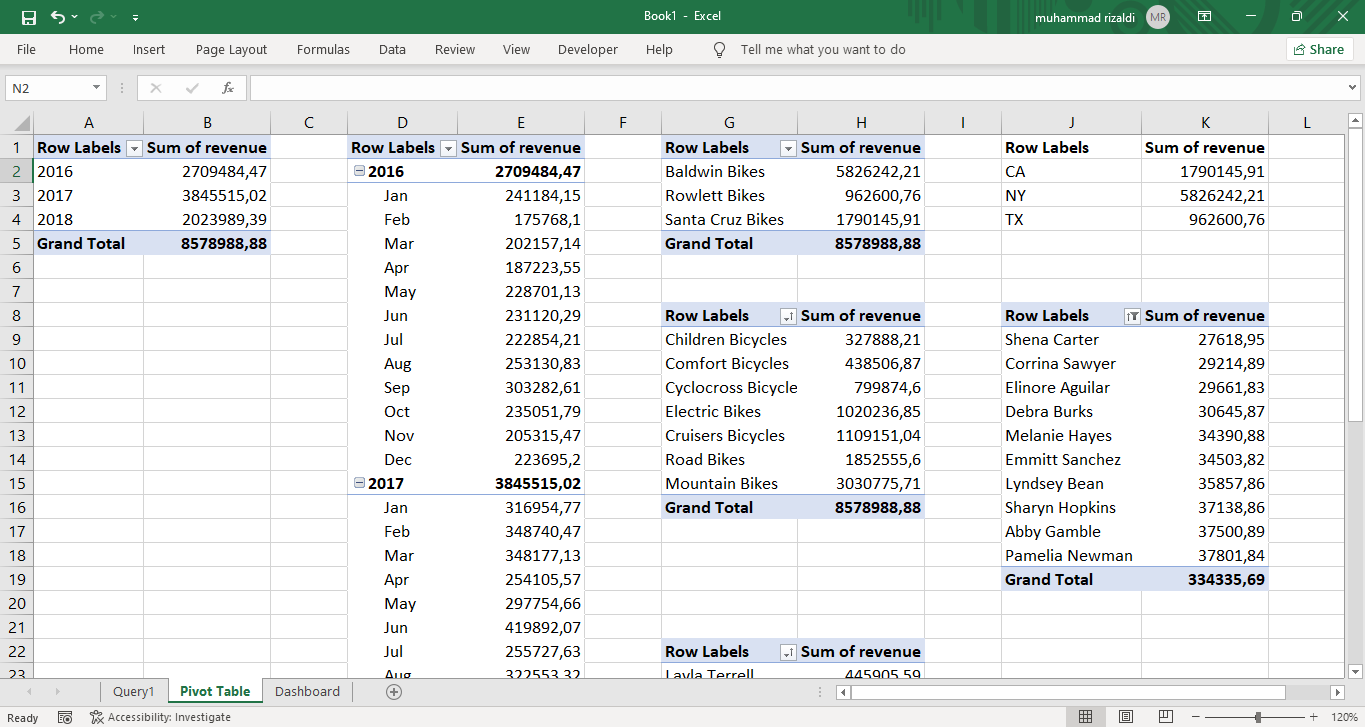 Book1 - Excel
muhammad rizaldi MR
File Home Insert Page Layout Formulas Data Review View Developer Help Tell me what you want to do Share
N2 fx
A B C D E F G H I J K L
1 Row Labels Sum of revenue Row Labels Sum of revenue Row Labels Sum of revenue Row Labels Sum of revenue
2 2016 2709484,47 2016 2709484,47 Baldwin Bikes 5826242,21 CA 1790145,91
3 2017 3845515,02 Jan 241184,15 Rowlett Bikes 962600,76 NY 5826242,21
4 2018 2023989,39 Feb 175768,1 Santa Cruz Bikes 1790145,91 TX 962600,76
5 Grand Total 8578988,88 Mar 202157,14 Grand Total 8578988,88
6 Apr 187223,55
7 May 228701,13
8 Jun 231120,29 Row Labels Sum of revenue Row Labels Sum of revenue
9 Jul 222854,21 Children Bicycles 327888,21 Shena Carter 27618,95
10 Aug 253130,83 Comfort Bicycles 438506,87 Corrina Sawyer 29214,89
11 Sep 303282,61 Cyclocross Bicycle 799874,6 Elinore Aguilar 29661,83
12 Oct 235051,79 Electric Bikes 1020236,85 Debra Burks 30645,87
13 Nov 205315,47 Cruisers Bicycles 1109151,04 Melanie Hayes 34390,88
14 Dec 223695,2 Road Bikes 1852555,6 Emmitt Sanchez 34503,82
15 2017 3845515,02 Mountain Bikes 3030775,71 Lyndsey Bean 35857,86
16 Jan 316954,77 Grand Total 8578988,88 Sharyn Hopkins 37138,86
17 Feb 348740,47 Abby Gamble 37500,89
18 Mar 348177,13 Pamelia Newman 37801,84
19 Apr 254105,57 Grand Total 334335,69
20 May 297754,66
21 Jun 419892,07
22 Jul 255727,63 Row Labels Sum of revenue
23 Aug 322553,32 Layla Terrell 445905,59
Query1 Pivot Table Dashboard
Ready Accessibility: Investigate 120%